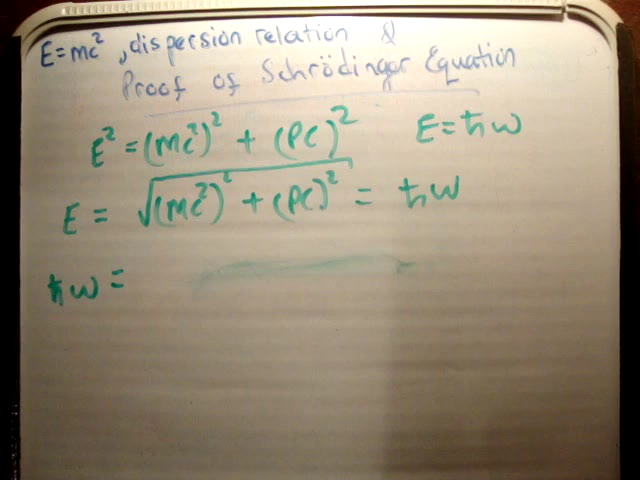 E=mc², dispersion relation &
Proof of Schrödinger Equation
E² = (mc²)² + (Pc)² E=ħω
E = √(mc²)² + (Pc)² = ħω
ħω =